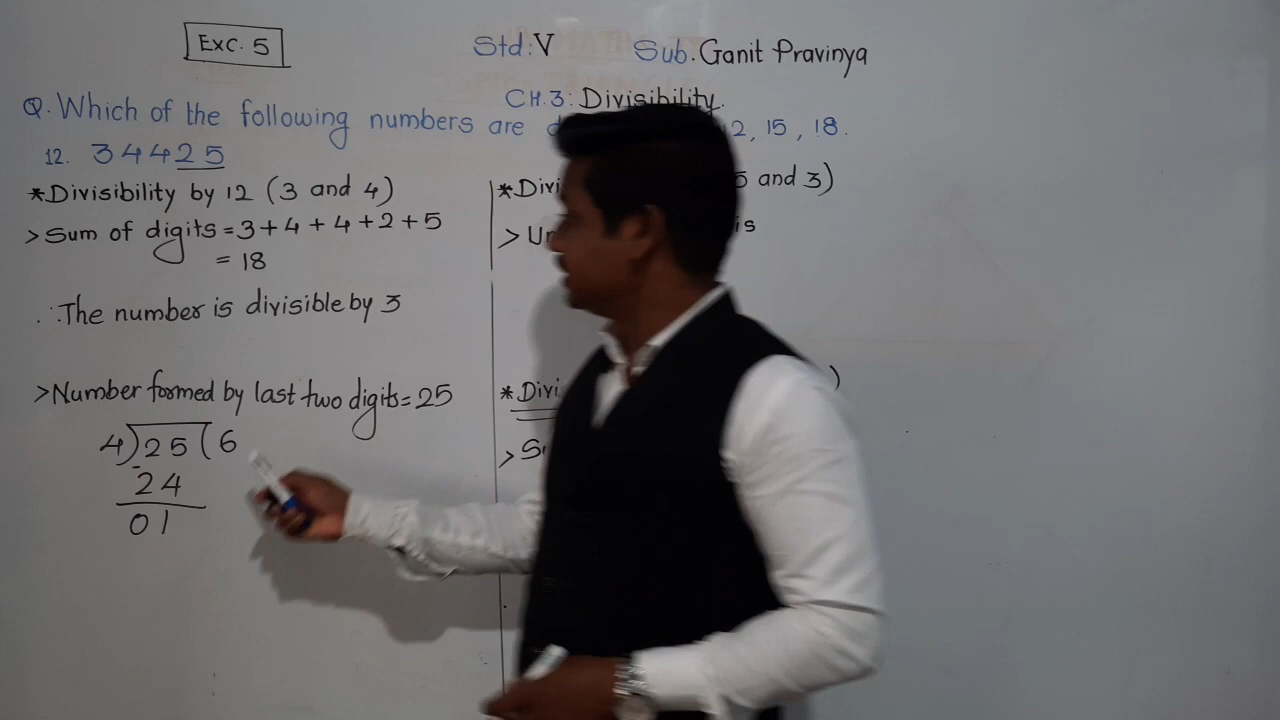 Exc. 5
Std: V
Sub. Ganit Pravinya
CH.3: Divisibility.
Q. Which of the following numbers are 2, 15, 18.
12. 34425
*Divisibility by 12 (3 and 4)
> Sum of digits = 3+4+4+2+5
= 18
∴ The number is divisible by 3
> Number formed by last two digits = 25
4)25(6
- 24
01
* 5 and 3)
> is
*
)
>